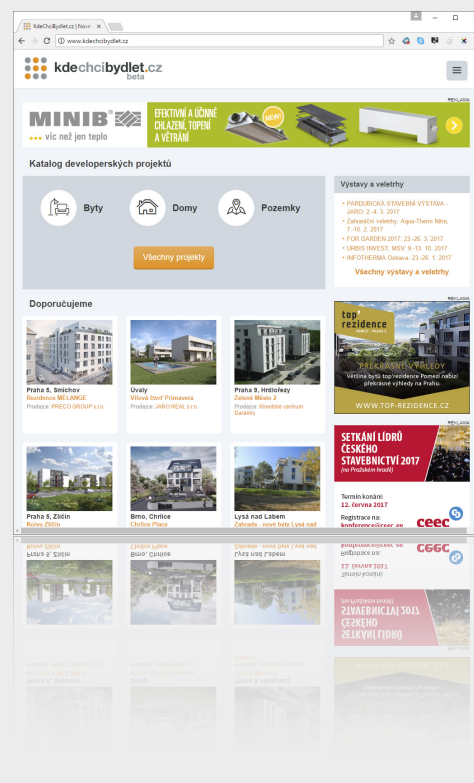 KdeChciBydlet.cz | Nové
www.kdechcibydlet.cz
kdechcibydlet.cz
beta
REKLAMA
MINIB®
... víc než jen teplo
EFEKTIVNÍ A ÚČINNÉ
CHLAZENÍ, TOPENÍ
A VĚTRÁNÍ
NEW!
Katalog developerských projektů
Byty
Domy
Pozemky
Všechny projekty
Výstavy a veletrhy
PARDUBICKÁ STAVEBNÍ VÝSTAVA -
JARO: 2.-4. 3. 2017
Zahraniční veletrhy: Aqua-Therm Nitra,
7.-10. 2. 2017
FOR GARDEN 2017: 23.-26. 3. 2017
URBIS INVEST, MSV: 9.-13. 10. 2017
INFOTHERMA Ostrava: 23.-26. 1. 2017
Všechny výstavy a veletrhy
Doporučujeme
Praha 5, Smíchov
Rezidence MÉLANGE
Prodejce: PRECO GROUP s.r.o.
Úvaly
Vilová čtvrť Primavera
Prodejce: JARO REAL s.r.o.
Praha 9, Hrdlořezy
Zelené Město 2
Prodejce: Klientské centrum
Daramis
Praha 5, Zličín
Kolva Zličín
Brno, Chrlice
Chrlice Place
Lysá nad Labem
Zahrada - nové byty Lysá nad
REKLAMA
top'
rezidence
POMEZÍ - PRAHA 5
PŘEKRÁSNÉ VÝHLEDY
Většina bytů top'rezidence Pomezí nabízí
překrásné výhledy na Prahu.
WWW.TOP-REZIDENCE.CZ
REKLAMA
SETKÁNÍ LÍDRŮ
ČESKÉHO
STAVEBNICTVÍ 2017
(na Pražském hradě)
Termín konání:
12. června 2017
Registrace na:
konference@ceec.eu
ceec